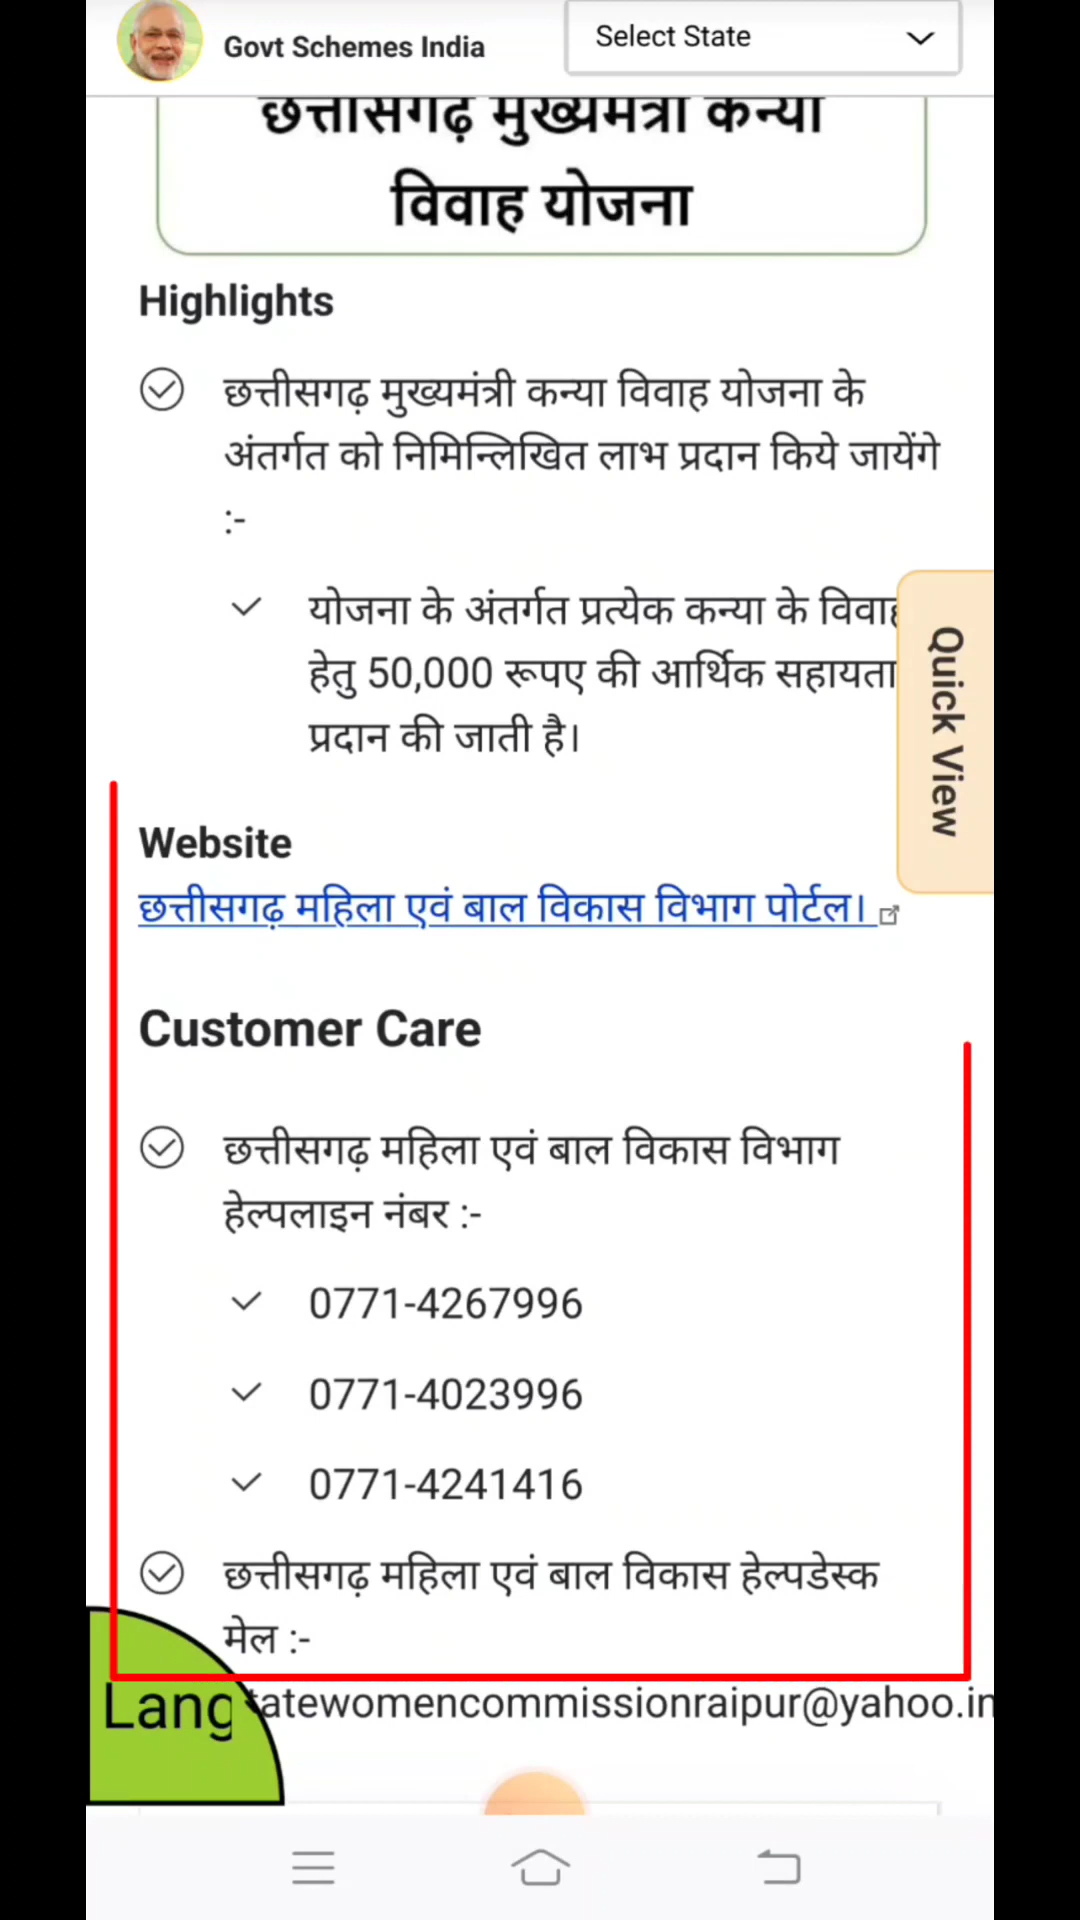 Govt Schemes India
Select State
छत्तीसगढ़ मुख्यमंत्री कन्या
विवाह योजना
Highlights
छत्तीसगढ़ मुख्यमंत्री कन्या विवाह योजना के
अंतर्गत को निमिन्लिखित लाभ प्रदान किये जायेंगे
:-
योजना के अंतर्गत प्रत्येक कन्या के विवाह
हेतु 50,000 रूपए की आर्थिक सहायता
प्रदान की जाती है।
Quick View
Website
छत्तीसगढ़ महिला एवं बाल विकास विभाग पोर्टल।
Customer Care
छत्तीसगढ़ महिला एवं बाल विकास विभाग
हेल्पलाइन नंबर :-
0771-4267996
0771-4023996
0771-4241416
छत्तीसगढ़ महिला एवं बाल विकास हेल्पडेस्क
मेल :-
Lang
tatewomencommissionraipur@yahoo.in